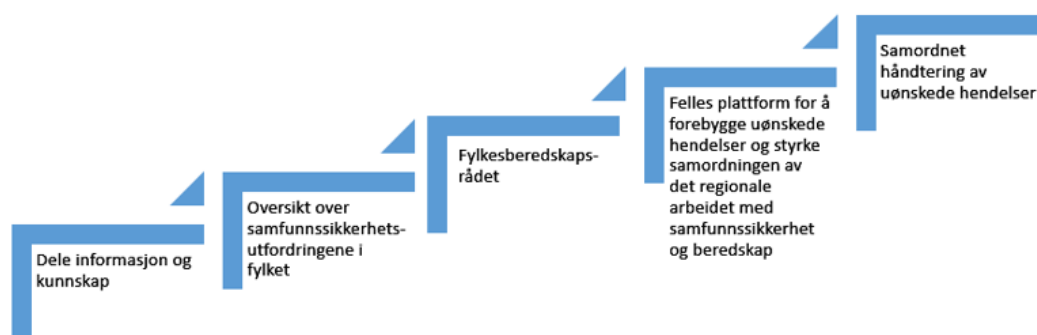 Dele informasjon og
kunnskap
Oversikt over
samfunnssikkerhets-
utfordringene i
fylket
Fylkesberedskaps-
rådet
Felles plattform for å
forebygge uønskede
hendelser og styrke
samordningen av
det regionale
arbeidet med
samfunnssikkerhet
og beredskap
Samordnet
håndtering av
uønskede hendelser